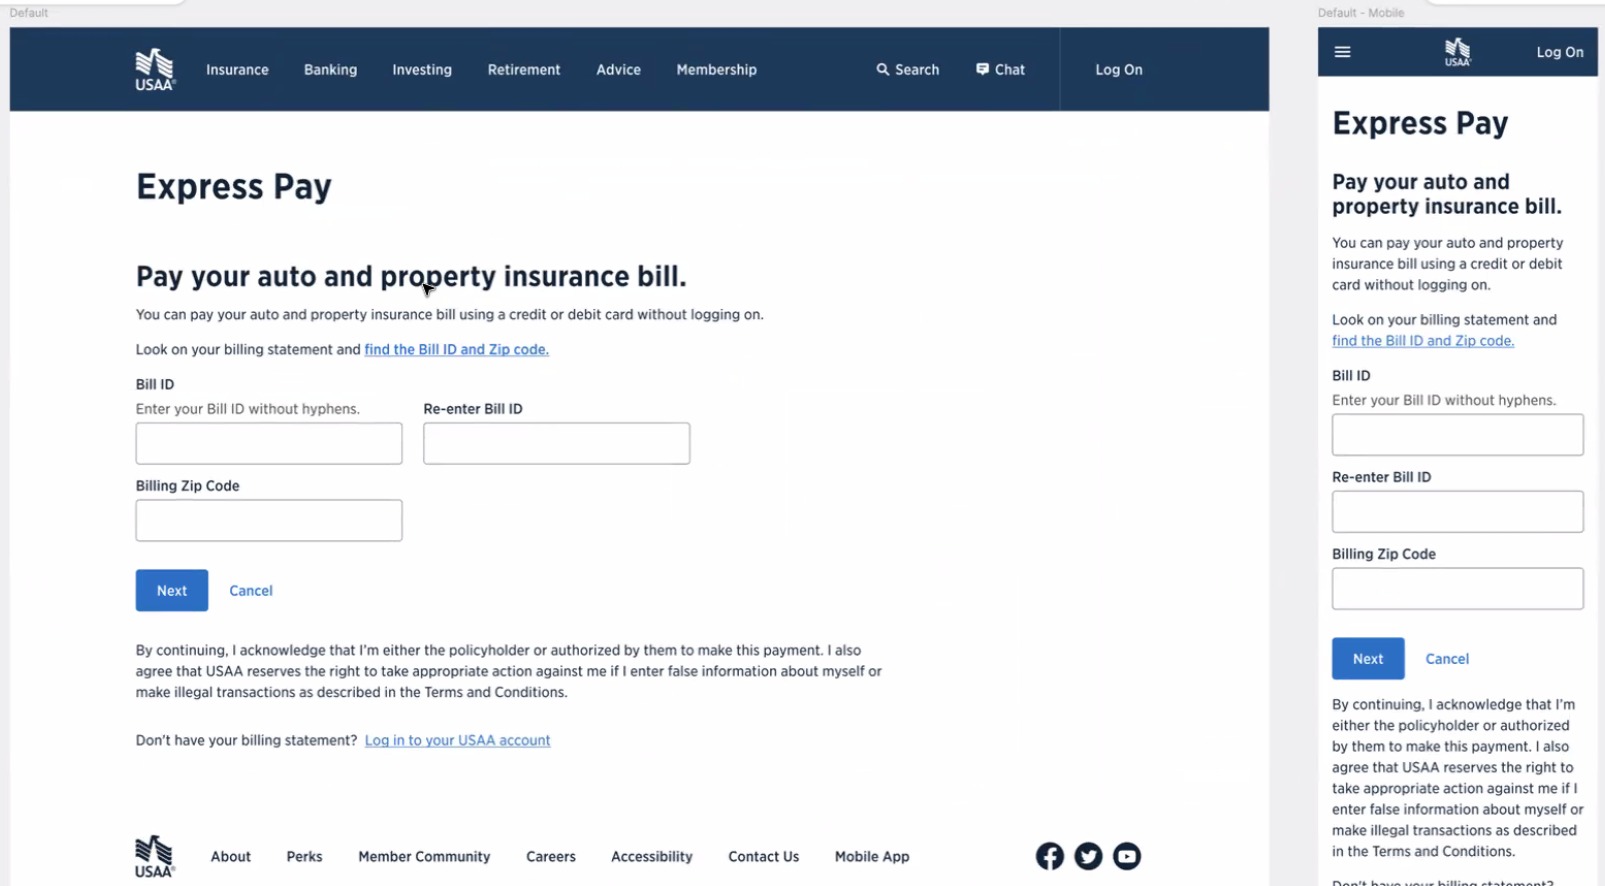 Default
USAA®
Insurance Banking Investing Retirement Advice Membership Search Chat Log On
Express Pay
Pay your auto and property insurance bill.
You can pay your auto and property insurance bill using a credit or debit card without logging on.
Look on your billing statement and find the Bill ID and Zip code.
Bill ID
Enter your Bill ID without hyphens. Re-enter Bill ID
Billing Zip Code
Next Cancel
By continuing, I acknowledge that I'm either the policyholder or authorized by them to make this payment. I also
agree that USAA reserves the right to take appropriate action against me if I enter false information about myself or
make illegal transactions as described in the Terms and Conditions.
Don't have your billing statement? Log in to your USAA account
USAA®
About Perks Member Community Careers Accessibility Contact Us Mobile App
Default - Mobile
USAA
Log On
Express Pay
Pay your auto and
property insurance bill.
You can pay your auto and property
insurance bill using a credit or debit
card without logging on.
Look on your billing statement and
find the Bill ID and Zip code.
Bill ID
Enter your Bill ID without hyphens.
Re-enter Bill ID
Billing Zip Code
Next Cancel
By continuing, I acknowledge that I'm
either the policyholder or authorized
by them to make this payment. I also
agree that USAA reserves the right to
take appropriate action against me if I
enter false information about myself or
make illegal transactions as described
in the Terms and Conditions.
Don't have your billing statement?